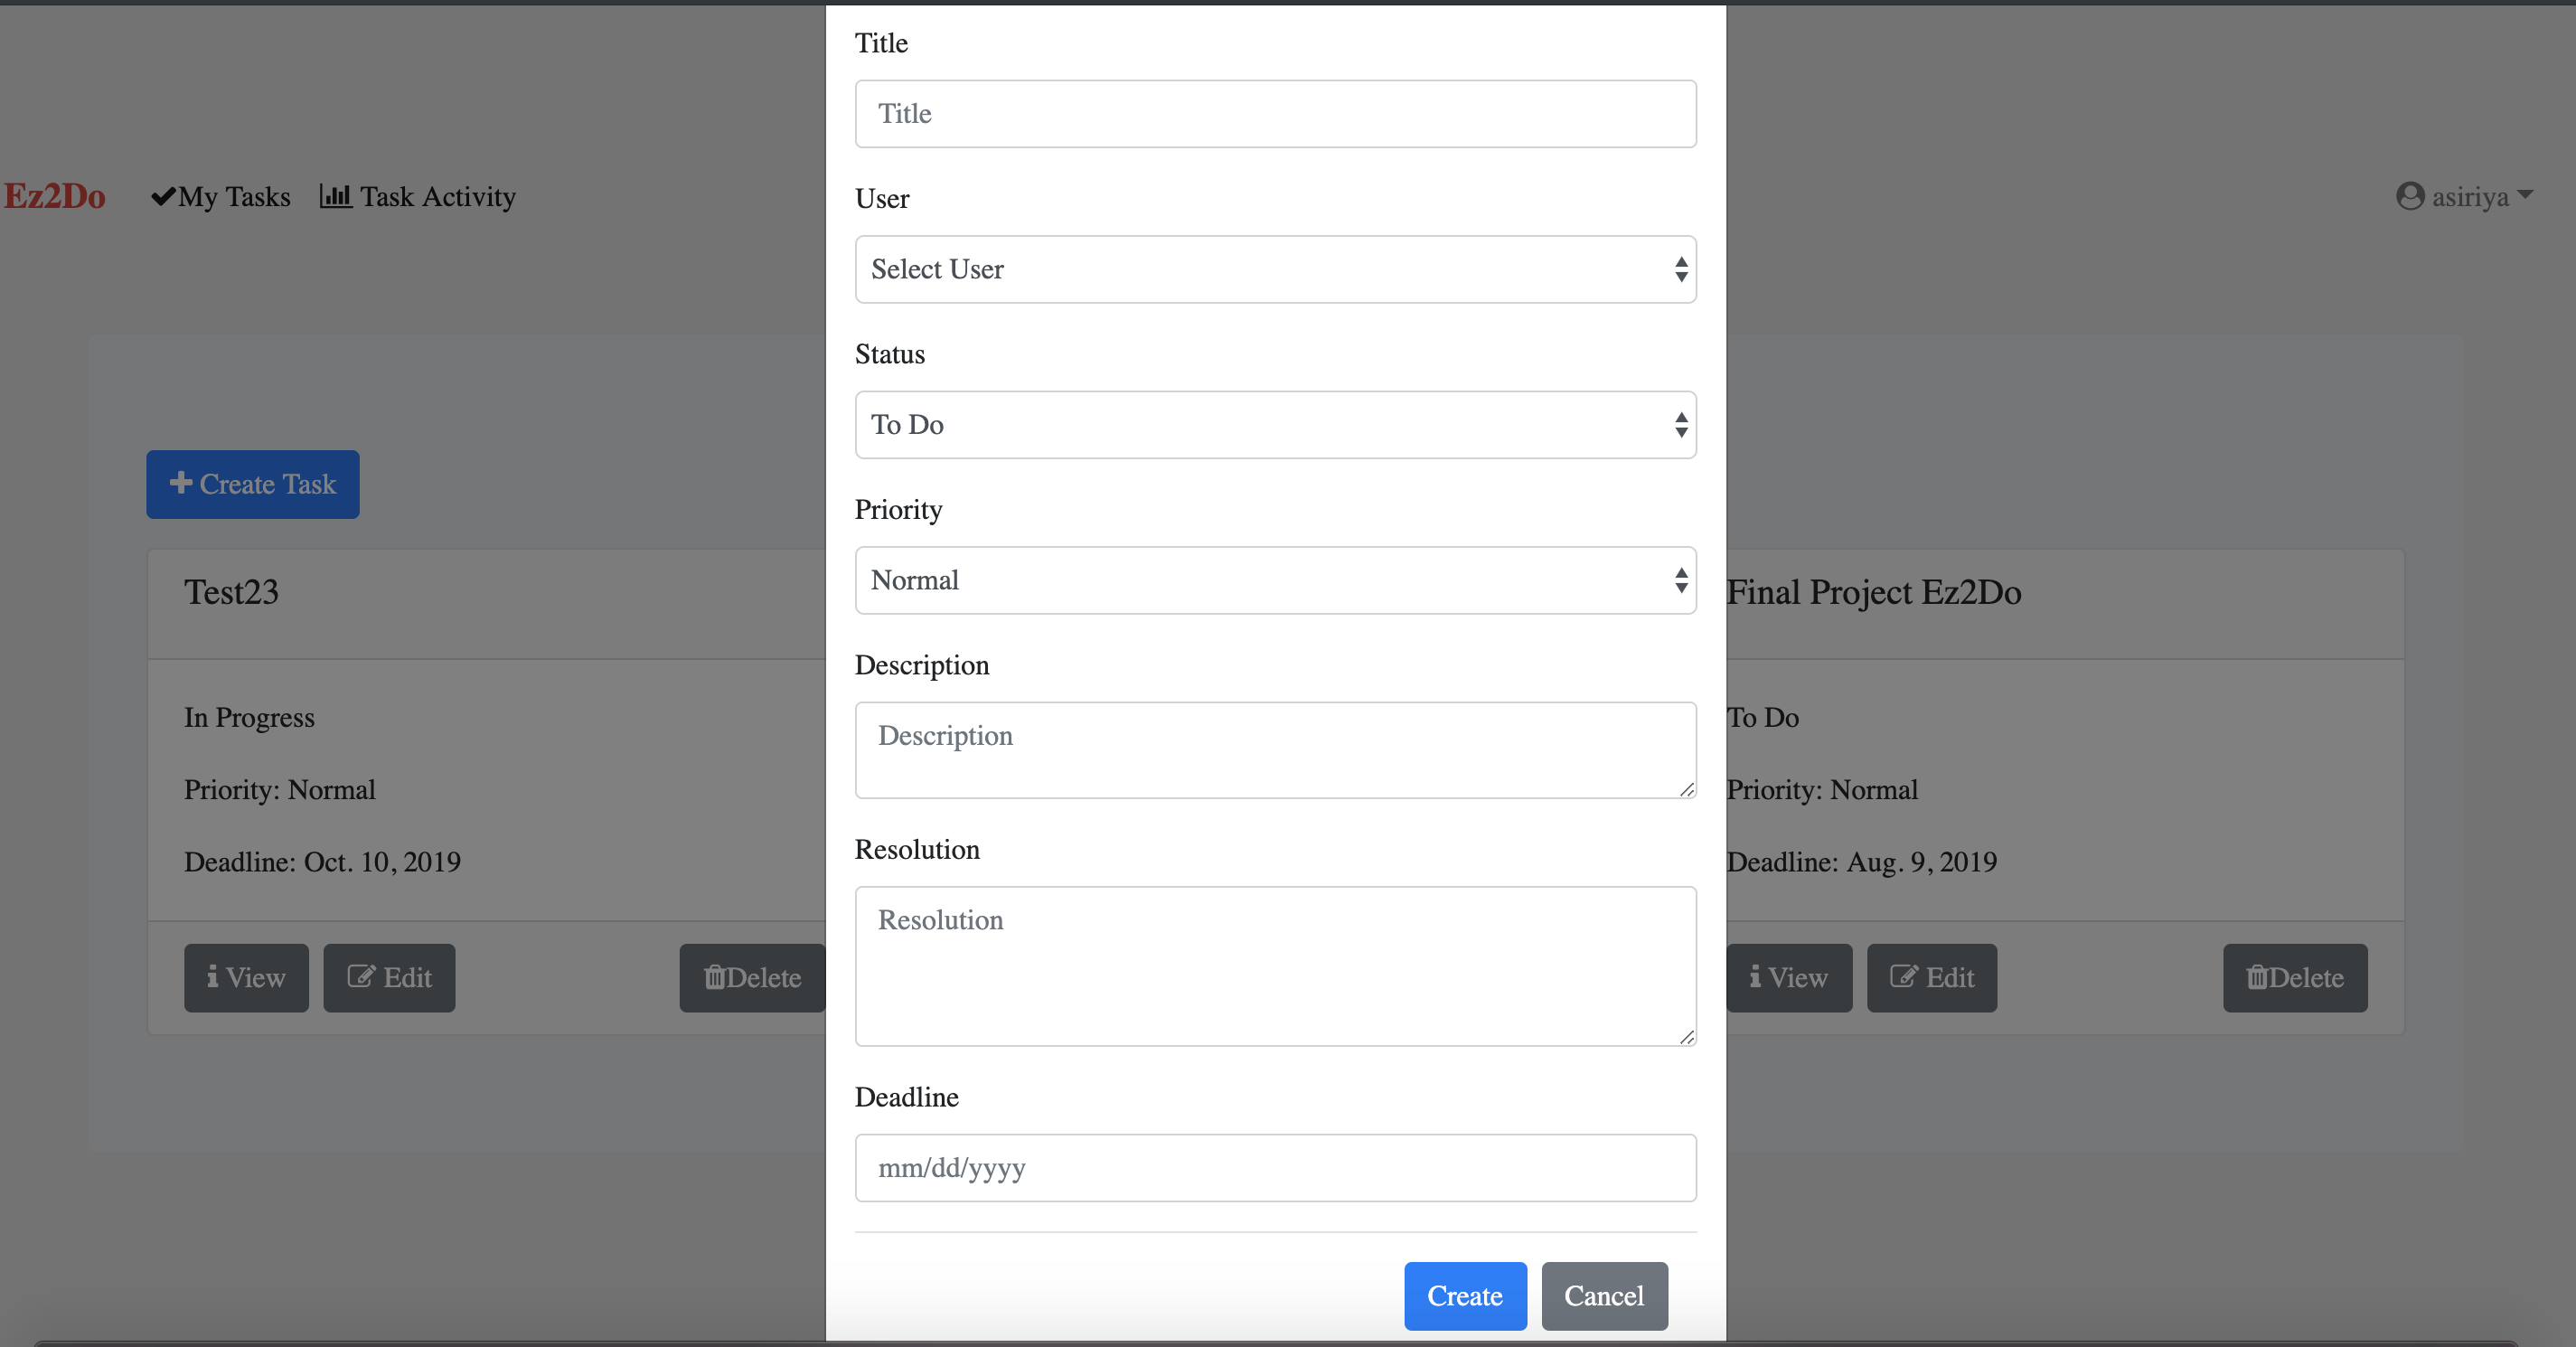 Ez2Do My Tasks Task Activity asiriya
Create Task
Test23
In Progress
Priority: Normal
Deadline: Oct. 10, 2019
View Edit Delete
Title
Title
User
Select User
Status
To Do
Priority
Normal
Description
Description
Resolution
Resolution
Deadline
mm/dd/yyyy
Create Cancel
Final Project Ez2Do
To Do
Priority: Normal
Deadline: Aug. 9, 2019
View Edit Delete